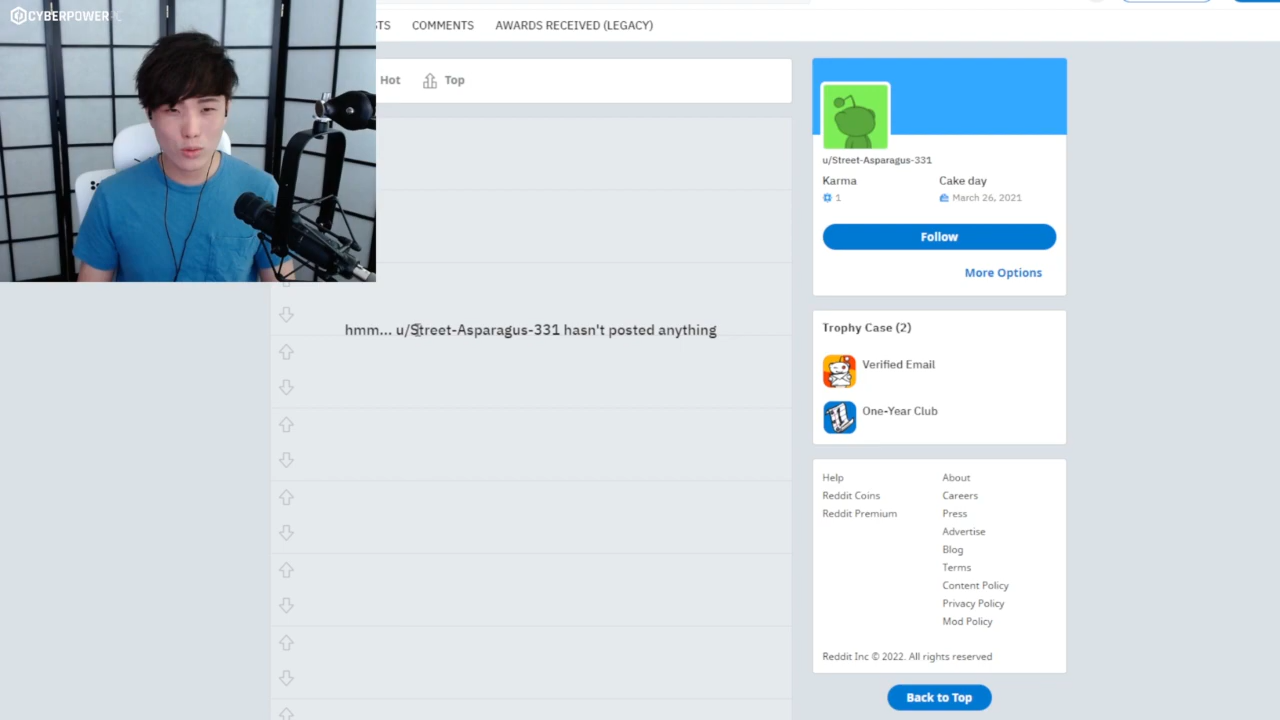 CYBERPOWERPC
STS COMMENTS AWARDS RECEIVED (LEGACY)
Hot Top
u/Street-Asparagus-331
Karma Cake day
1 March 26, 2021
Follow
More Options
hmm... u/Street-Asparagus-331 hasn't posted anything
Trophy Case (2)
Verified Email
One-Year Club
Help About
Reddit Coins Careers
Reddit Premium Press
Advertise
Blog
Terms
Content Policy
Privacy Policy
Mod Policy
Reddit Inc © 2022. All rights reserved
Back to Top